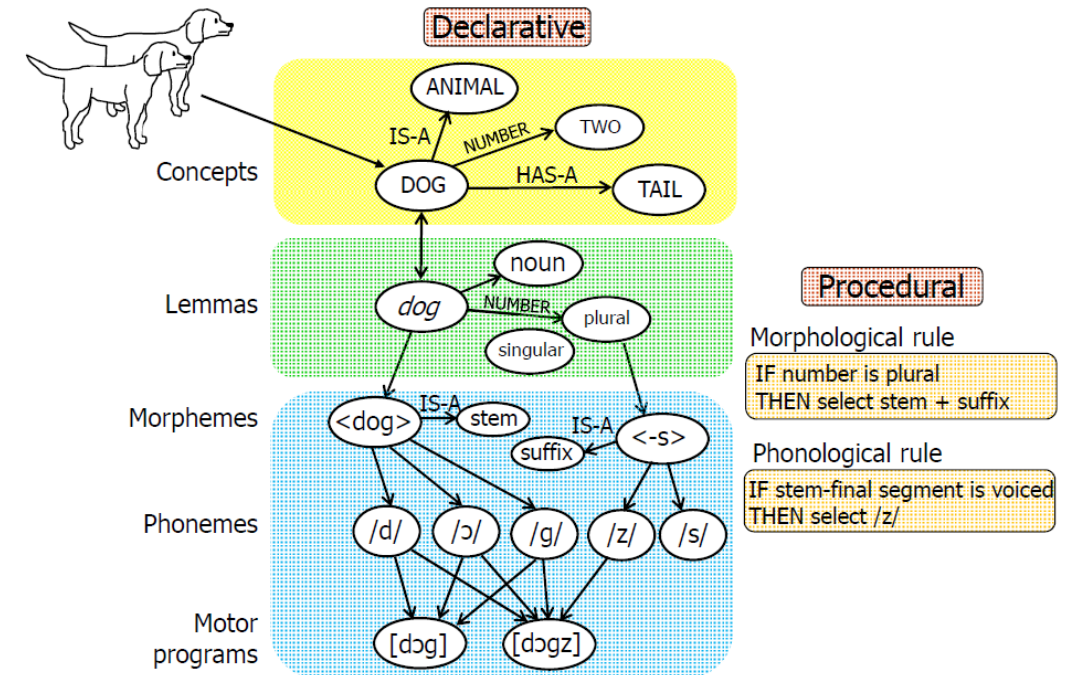 Declarative
ANIMAL
IS-A
NUMBER
TWO
Concepts
DOG
HAS-A
TAIL
noun
Lemmas
dog
NUMBER
plural
singular
Procedural
Morphological rule
IF number is plural
THEN select stem + suffix
Morphemes
<dog>
IS-A
stem
IS-A
suffix
<-s>
Phonological rule
IF stem-final segment is voiced
THEN select /z/
Phonemes
/d/
/ɔ/
/g/
/z/
/s/
Motor
programs
[dɔg]
[dɔgz]